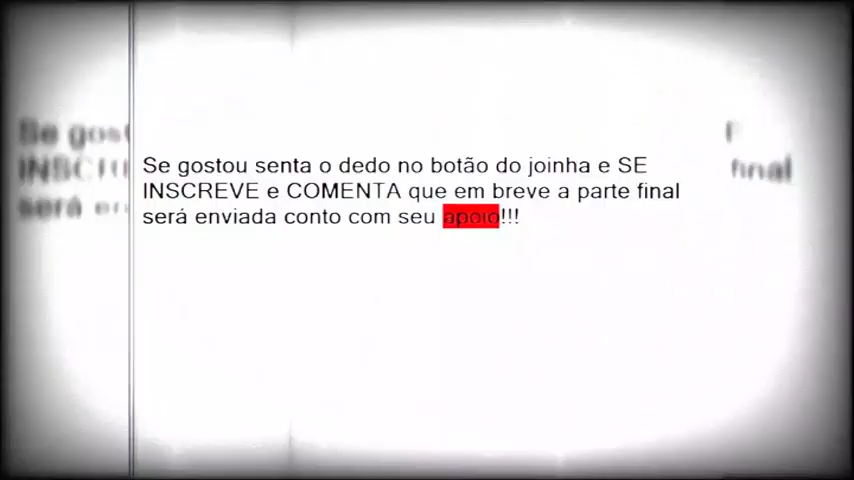 Se gostou senta o dedo no botão do joinha e SE
INSCREVE e COMENTA que em breve a parte final
será enviada conto com seu apoio!!!